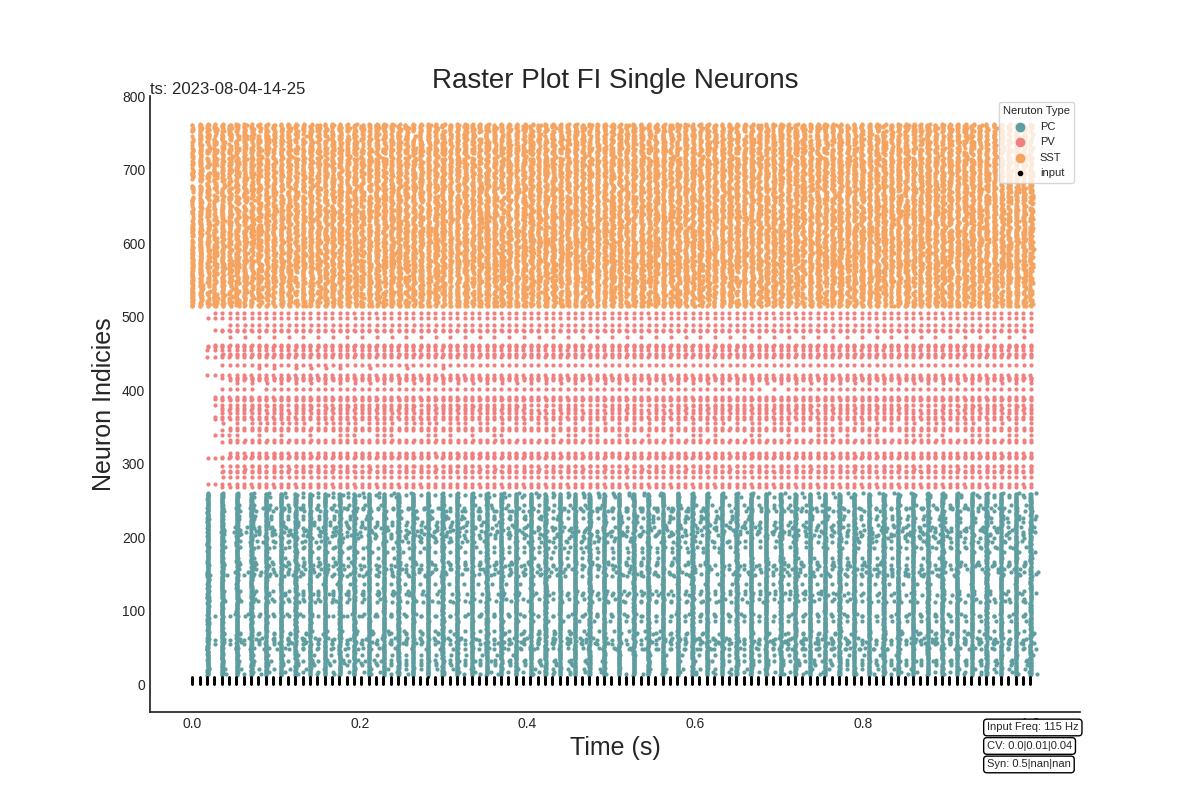 Raster Plot FI Single Neurons
ts: 2023-08-04-14-25
800
700
600
500
400
300
200
100
0
Neuron Indicies
Neruton Type
PC
PV
SST
input
0.0
0.2
0.4
0.6
0.8
Time (s)
Input Freq: 115 Hz
CV: 0.0|0.01|0.04
Syn: 0.5|nan|nan